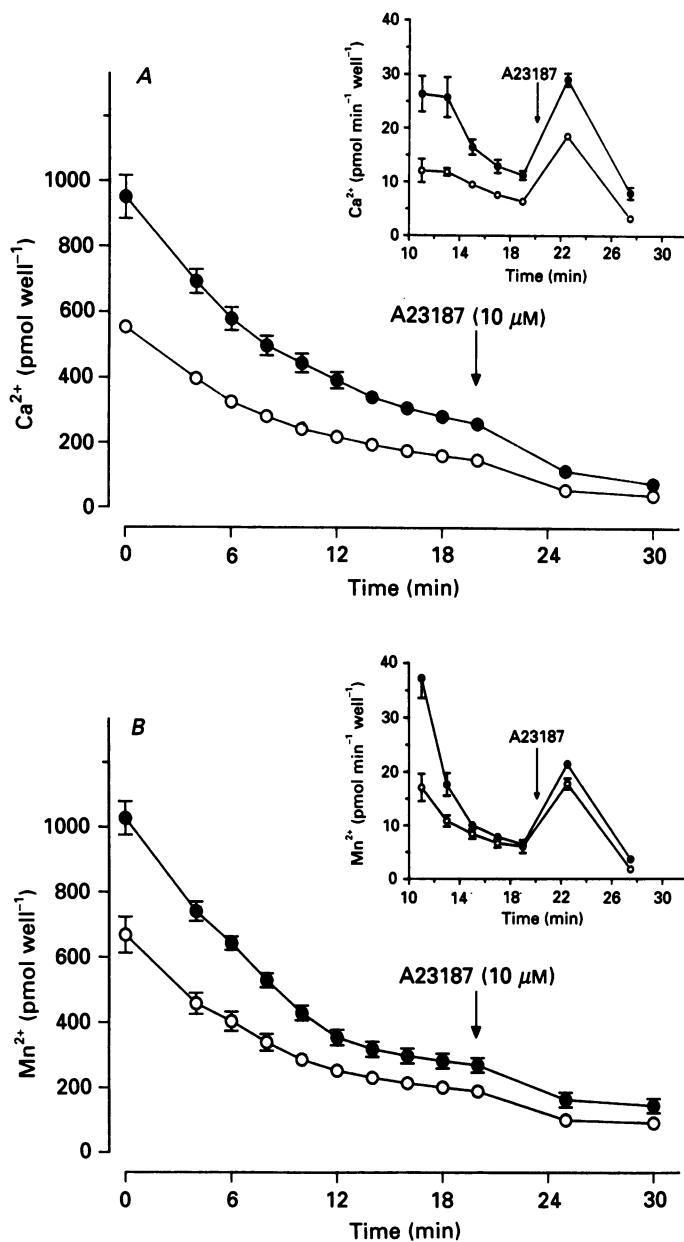 A
Ca²⁺ (pmol well⁻¹)
1000
800
600
400
200
0
0 6 12 18 24 30
Time (min)
A23187 (10 μM)
Ca²⁺ (pmol min⁻¹ well⁻¹)
40
30
20
10
0
A23187
10 14 18 22 26 30
Time (min)
B
Mn²⁺ (pmol well⁻¹)
1000
800
600
400
200
0
0 6 12 18 24 30
Time (min)
A23187 (10 μM)
Mn²⁺ (pmol min⁻¹ well⁻¹)
40
30
20
10
0
A23187
10 14 18 22 26 30
Time (min)